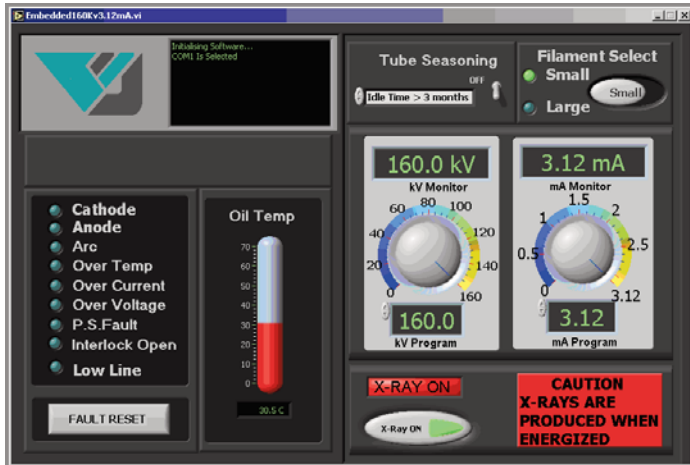 Embedded160Kv3.12mA.vi
Initialising Software...
COM1 Is Selected
Tube Seasoning
OFF
Idle Time > 3 months
Filament Select
Small
Large
Small
Cathode
Anode
Arc
Over Temp
Over Current
Over Voltage
P.S.Fault
Interlock Open
Low Line
FAULT RESET
Oil Temp
70
60
50
40
30
20
10
0
30.5 C
160.0 kV
kV Monitor
0
20
40
60
80
100
120
140
160
160.0
kV Program
3.12 mA
mA Monitor
0
0.5
1
1.5
2
2.5
3.12
3.12
mA Program
X-RAY ON
X-Ray ON
CAUTION
X-RAYS ARE
PRODUCED WHEN
ENERGIZED